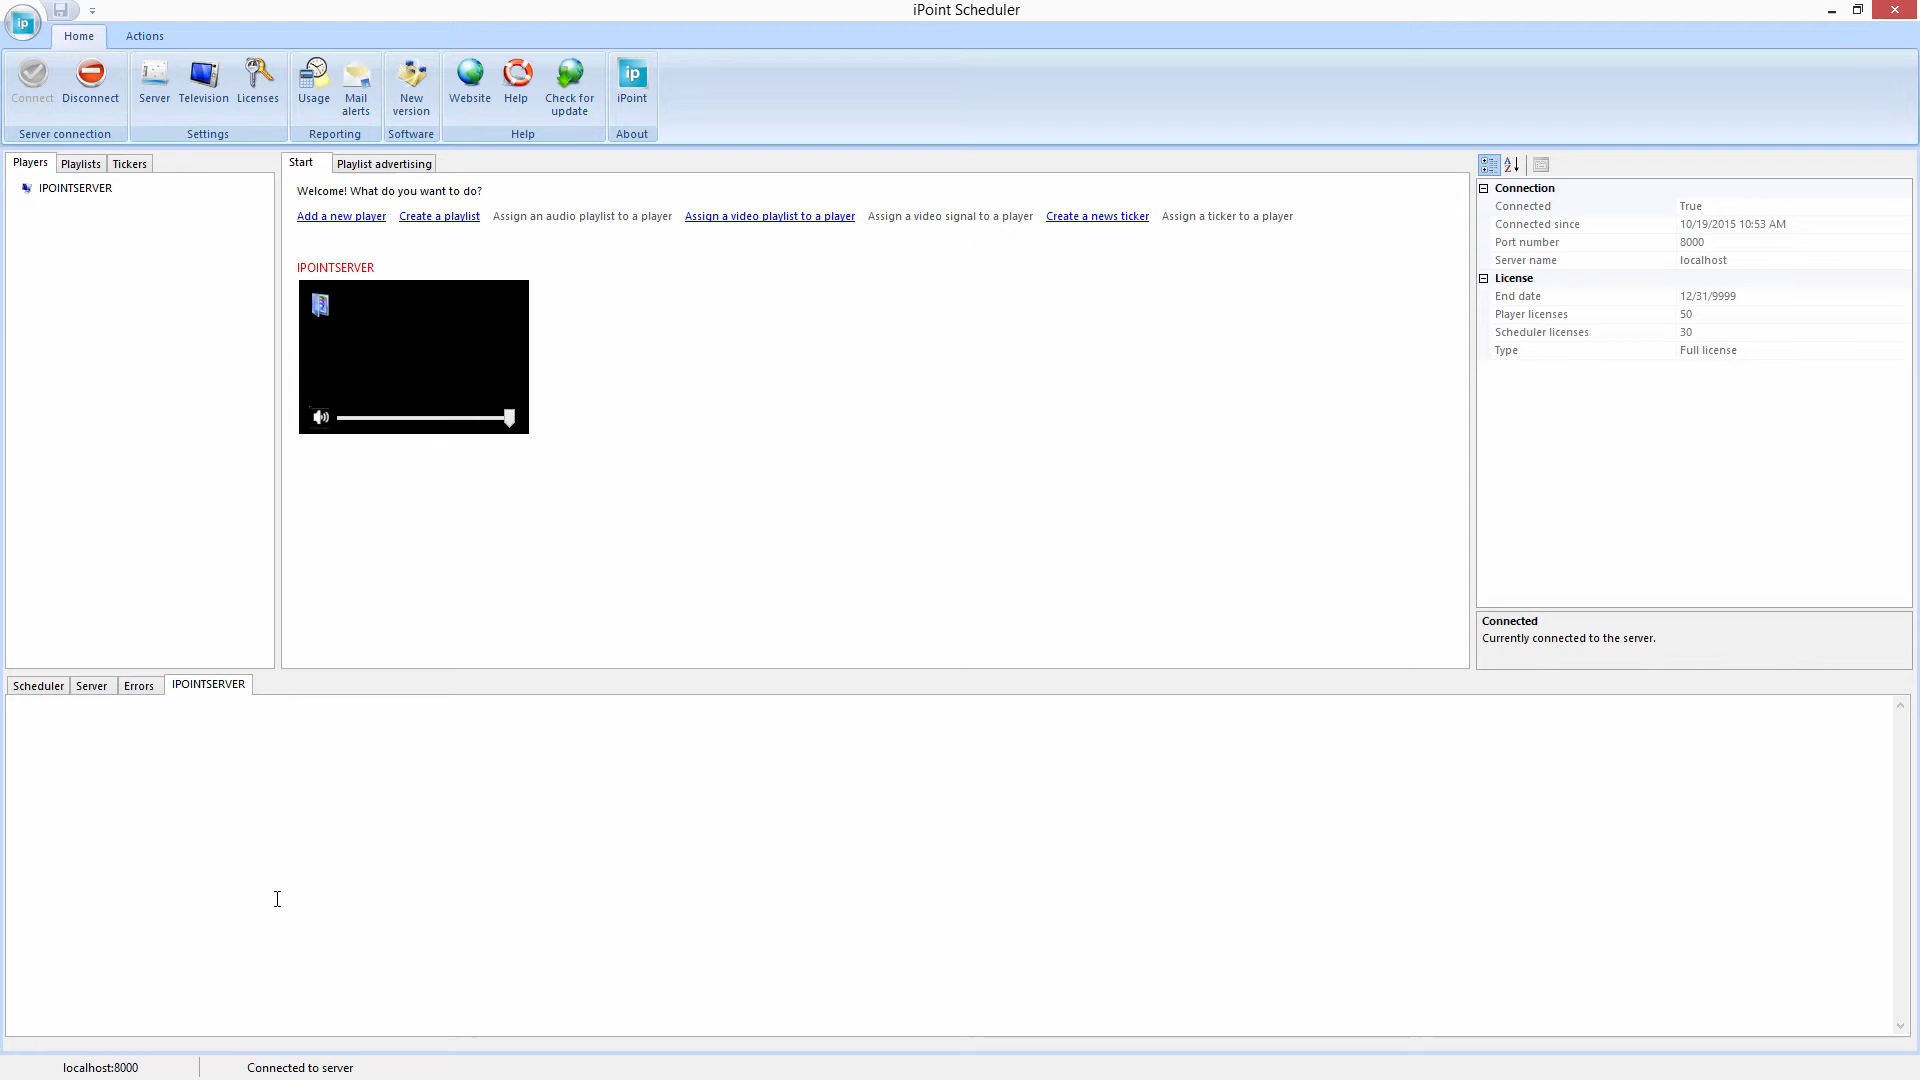 iPoint Scheduler
ip
Home Actions
Connect Disconnect Server Television Licenses Usage Mail alerts New version Website Help Check for update ip iPoint
Server connection Settings Reporting Software Help About
Players Playlists Tickers
IPOINTSERVER
Start Playlist advertising
Welcome! What do you want to do?
Add a new player Create a playlist Assign an audio playlist to a player Assign a video playlist to a player Assign a video signal to a player Create a news ticker Assign a ticker to a player
IPOINTSERVER
Connection
Connected True
Connected since 10/19/2015 10:53 AM
Port number 8000
Server name localhost
License
End date 12/31/9999
Player licenses 50
Scheduler licenses 30
Type Full license
Connected
Currently connected to the server.
Scheduler Server Errors IPOINTSERVER
localhost:8000 Connected to server